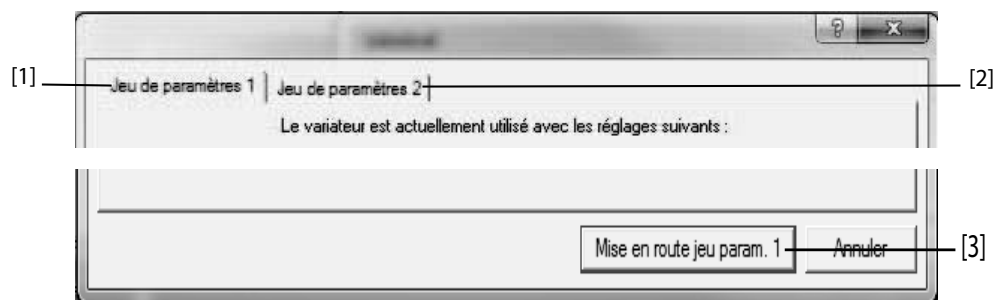 ?
x
[1] Jeu de paramètres 1 Jeu de paramètres 2 [2]
Le variateur est actuellement utilisé avec les réglages suivants :
Mise en route jeu param. 1 Annuler [3]